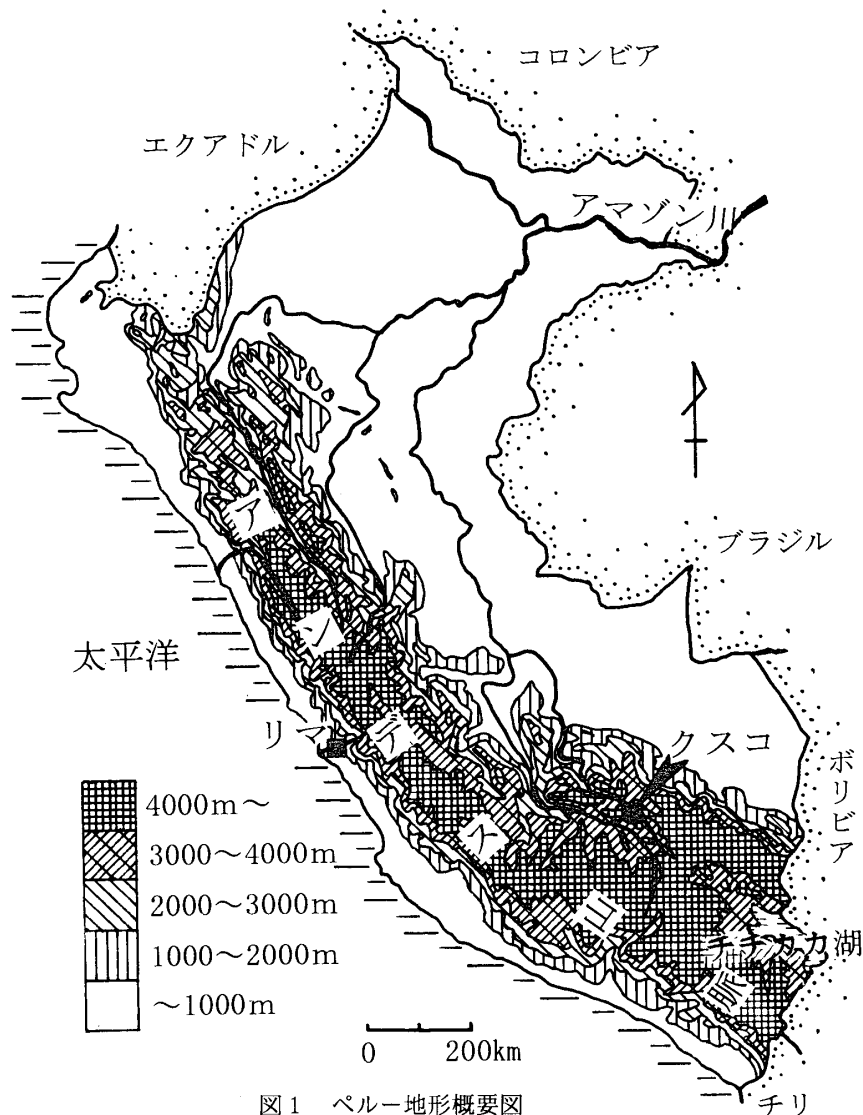 コロンビア
エクアドル
アマゾン川
ブラジル
太平洋
アンデス山脈
リマ
クスコ
ボリビア
チチカカ湖
4000m～
3000～4000m
2000～3000m
1000～2000m
～1000m
0 200km
チリ
図1 ペルー地形概要図